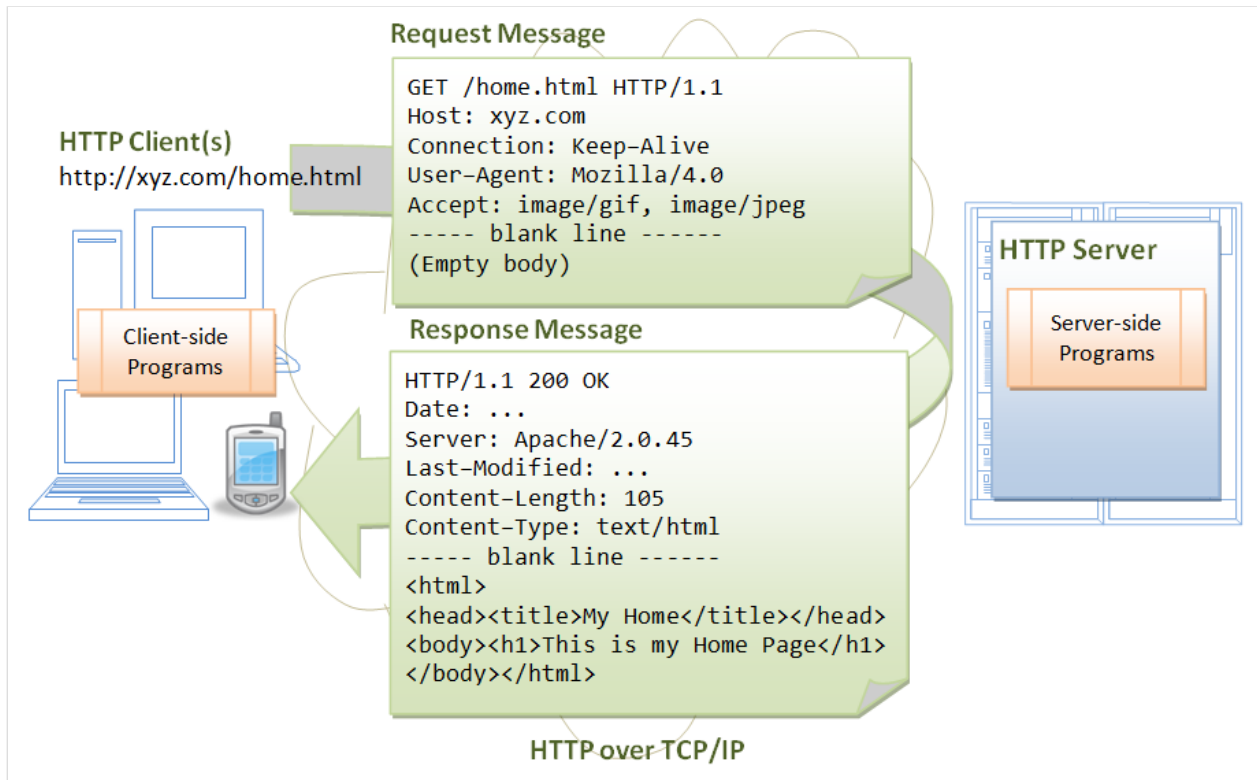 Request Message
GET /home.html HTTP/1.1
Host: xyz.com
Connection: Keep-Alive
User-Agent: Mozilla/4.0
Accept: image/gif, image/jpeg
----- blank line ------
(Empty body)
HTTP Client(s)
http://xyz.com/home.html
Client-side
Programs
HTTP Server
Server-side
Programs
Response Message
HTTP/1.1 200 OK
Date: ...
Server: Apache/2.0.45
Last-Modified: ...
Content-Length: 105
Content-Type: text/html
----- blank line ------
<html>
<head><title>My Home</title></head>
<body><h1>This is my Home Page</h1>
</body></html>
HTTP over TCP/IP